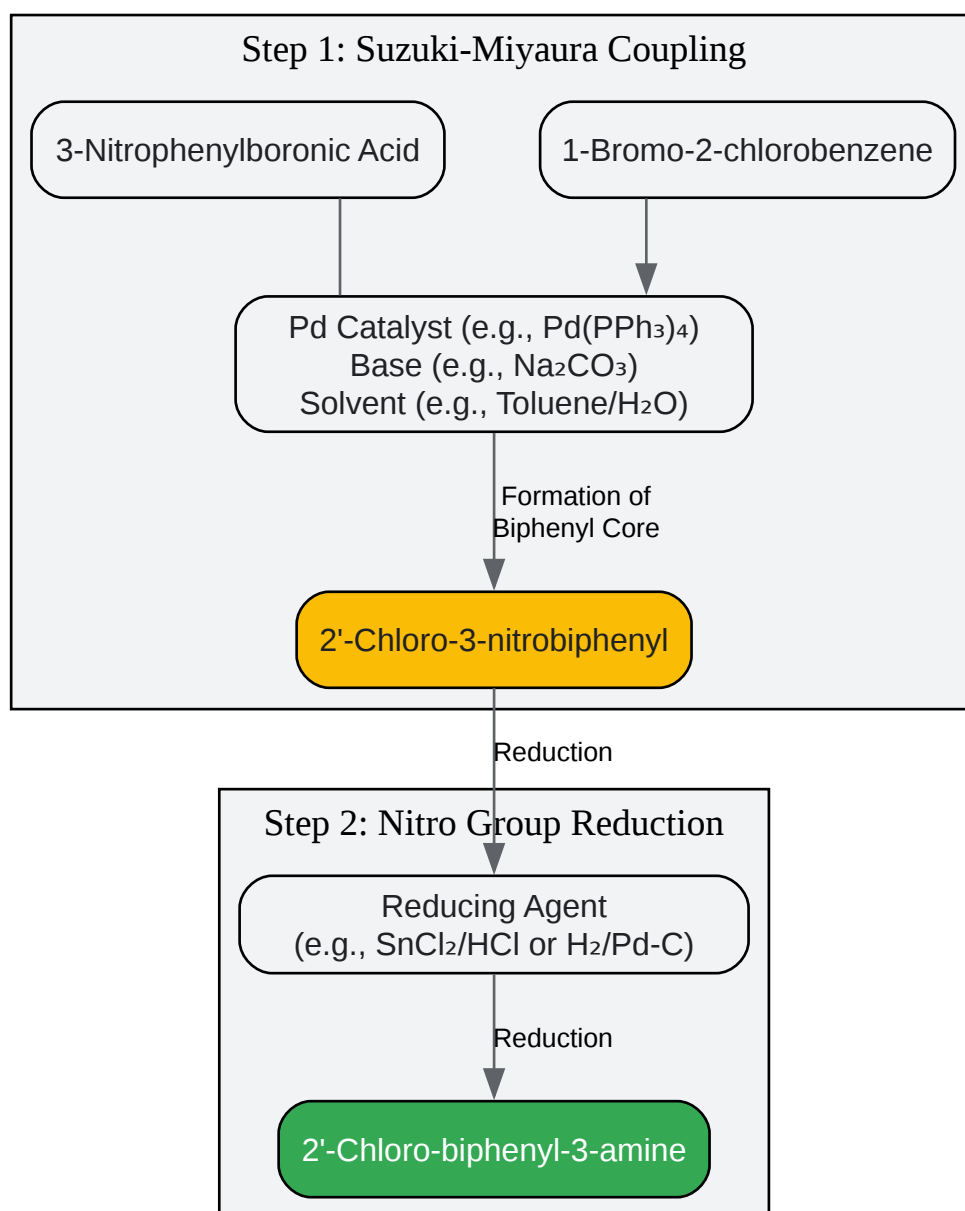 Step 1: Suzuki-Miyaura Coupling
3-Nitrophenylboronic Acid
1-Bromo-2-chlorobenzene
Pd Catalyst (e.g., Pd(PPh₃)₄)
Base (e.g., Na₂CO₃)
Solvent (e.g., Toluene/H₂O)
Formation of
Biphenyl Core
2'-Chloro-3-nitrobiphenyl
Reduction
Step 2: Nitro Group Reduction
Reducing Agent
(e.g., SnCl₂/HCl or H₂/Pd-C)
Reduction
2'-Chloro-biphenyl-3-amine